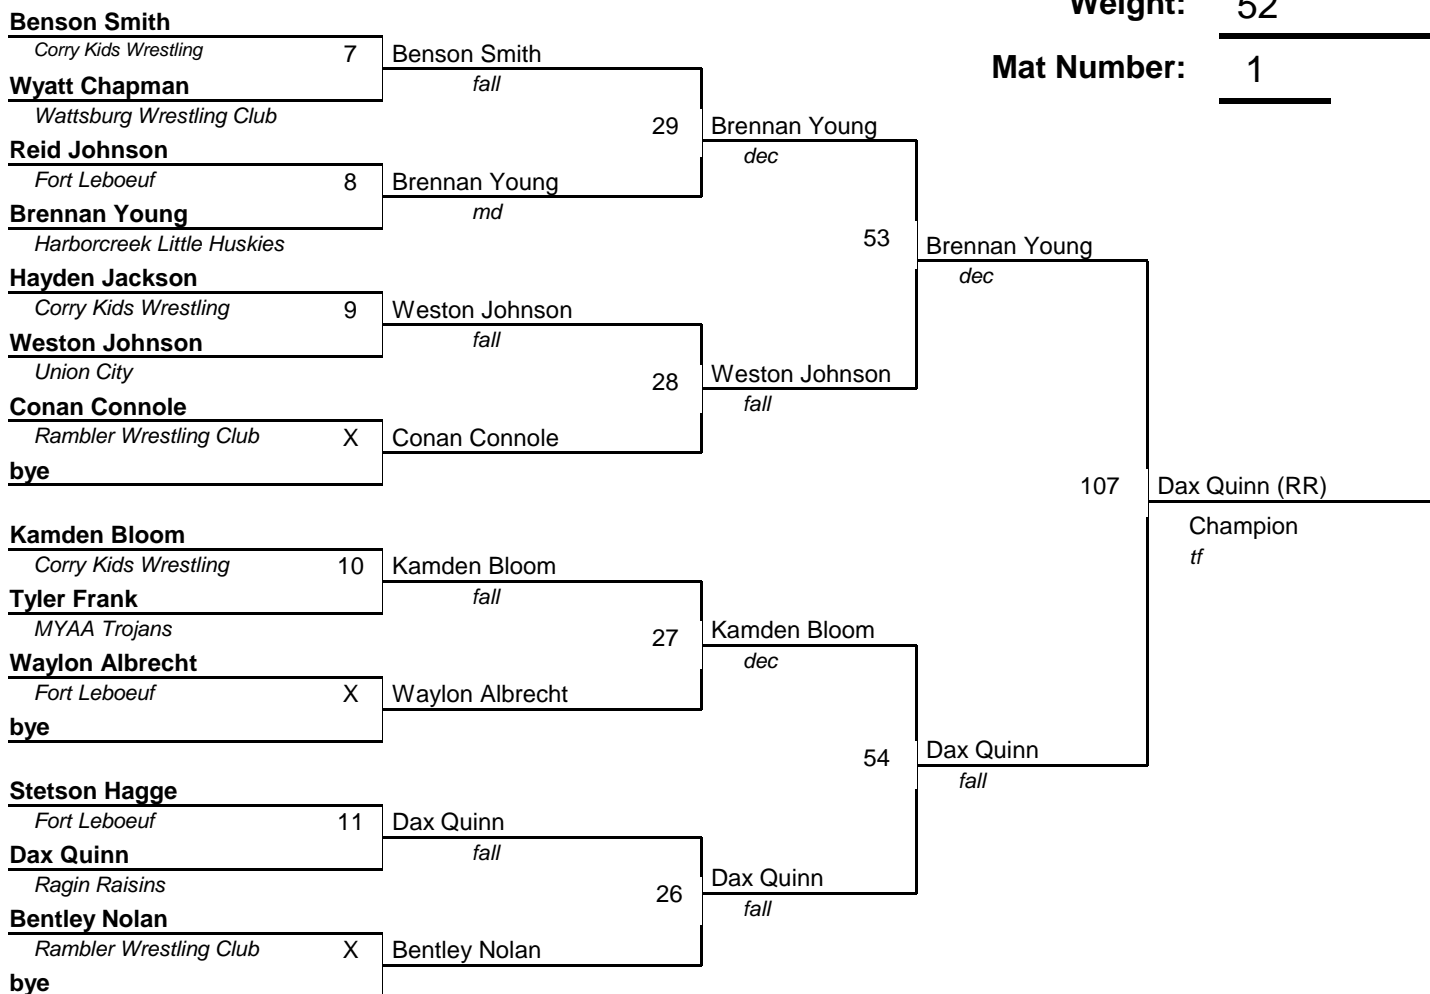 Weight: 52
Mat Number: 1
Benson Smith
Corry Kids Wrestling 7
Wyatt Chapman
Wattsburg Wrestling Club
Reid Johnson
Fort Leboeuf 8
Brennan Young
Harborcreek Little Huskies
Hayden Jackson
Corry Kids Wrestling 9
Weston Johnson
Union City
Conan Connole
Rambler Wrestling Club X
bye
Kamden Bloom
Corry Kids Wrestling 10
Tyler Frank
MYAA Trojans
Waylon Albrecht
Fort Leboeuf X
bye
Stetson Hagge
Fort Leboeuf 11
Dax Quinn
Ragin Raisins
Bentley Nolan
Rambler Wrestling Club X
bye
Benson Smith
fall
29
Brennan Young
md
Weston Johnson
fall
28
Conan Connole
Kamden Bloom
fall
27
Waylon Albrecht
Dax Quinn
fall
26
Bentley Nolan
Brennan Young
dec
53
Weston Johnson
fall
Kamden Bloom
dec
54
Dax Quinn
fall
Brennan Young
dec
107
Dax Quinn
fall
Dax Quinn (RR)
Champion
tf